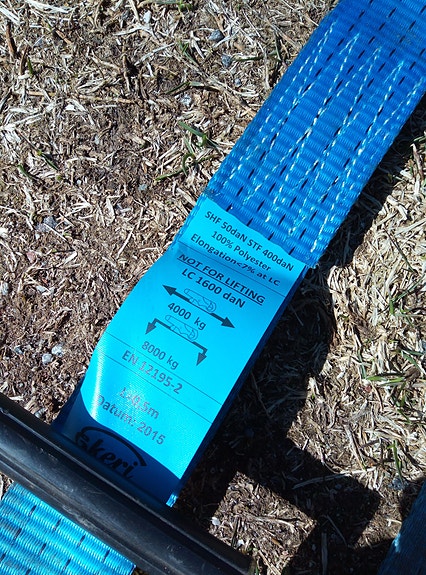 SHF 50daN STF 400daN
100% Polyester
Elongation<7% at LC
NOT FOR LIFTING
LC 1600 daN
4000 kg
8000 kg
EN 12195-2
Datum: 2015
Ekeri